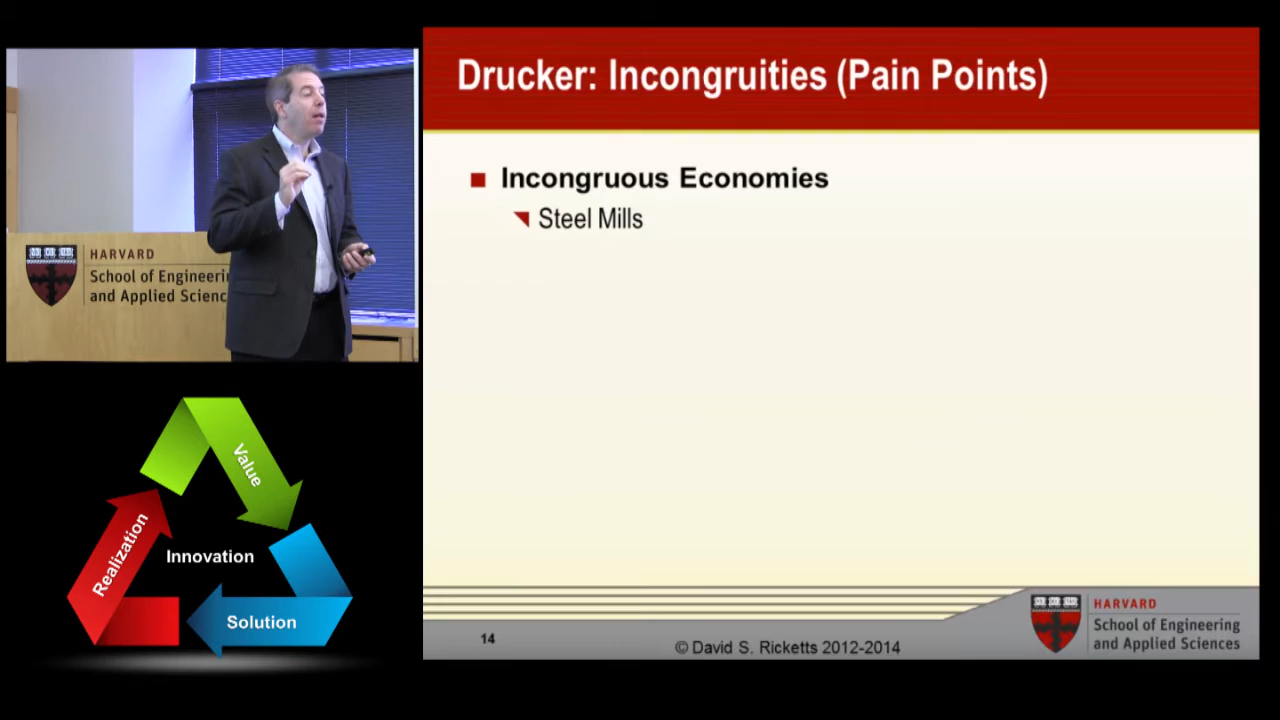 Drucker: Incongruities (Pain Points)
Incongruous Economies
Steel Mills
HARVARD
School of Engineerin
and Applied Scienc
Value
Realization
Innovation
Solution
14
© David S. Ricketts 2012-2014
HARVARD
School of Engineering
and Applied Sciences